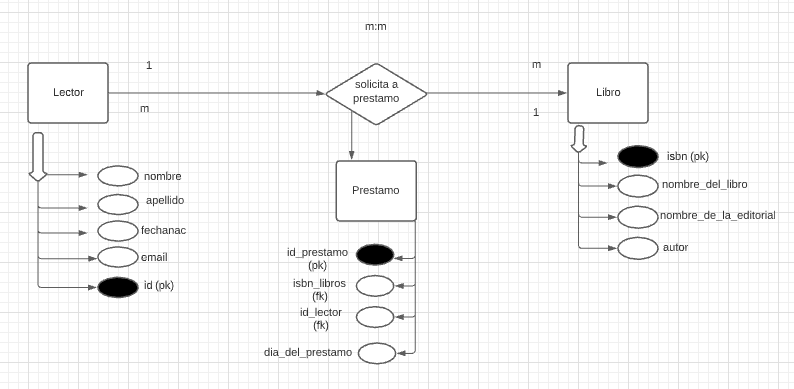 m:m
1
m
Lector
solicita a
prestamo
Libro
m
1
nombre
apellido
fechanac
email
id (pk)
Prestamo
id_prestamo
(pk)
isbn_libros
(fk)
id_lector
(fk)
dia_del_prestamo
isbn (pk)
nombre_del_libro
nombre_de_la_editorial
autor